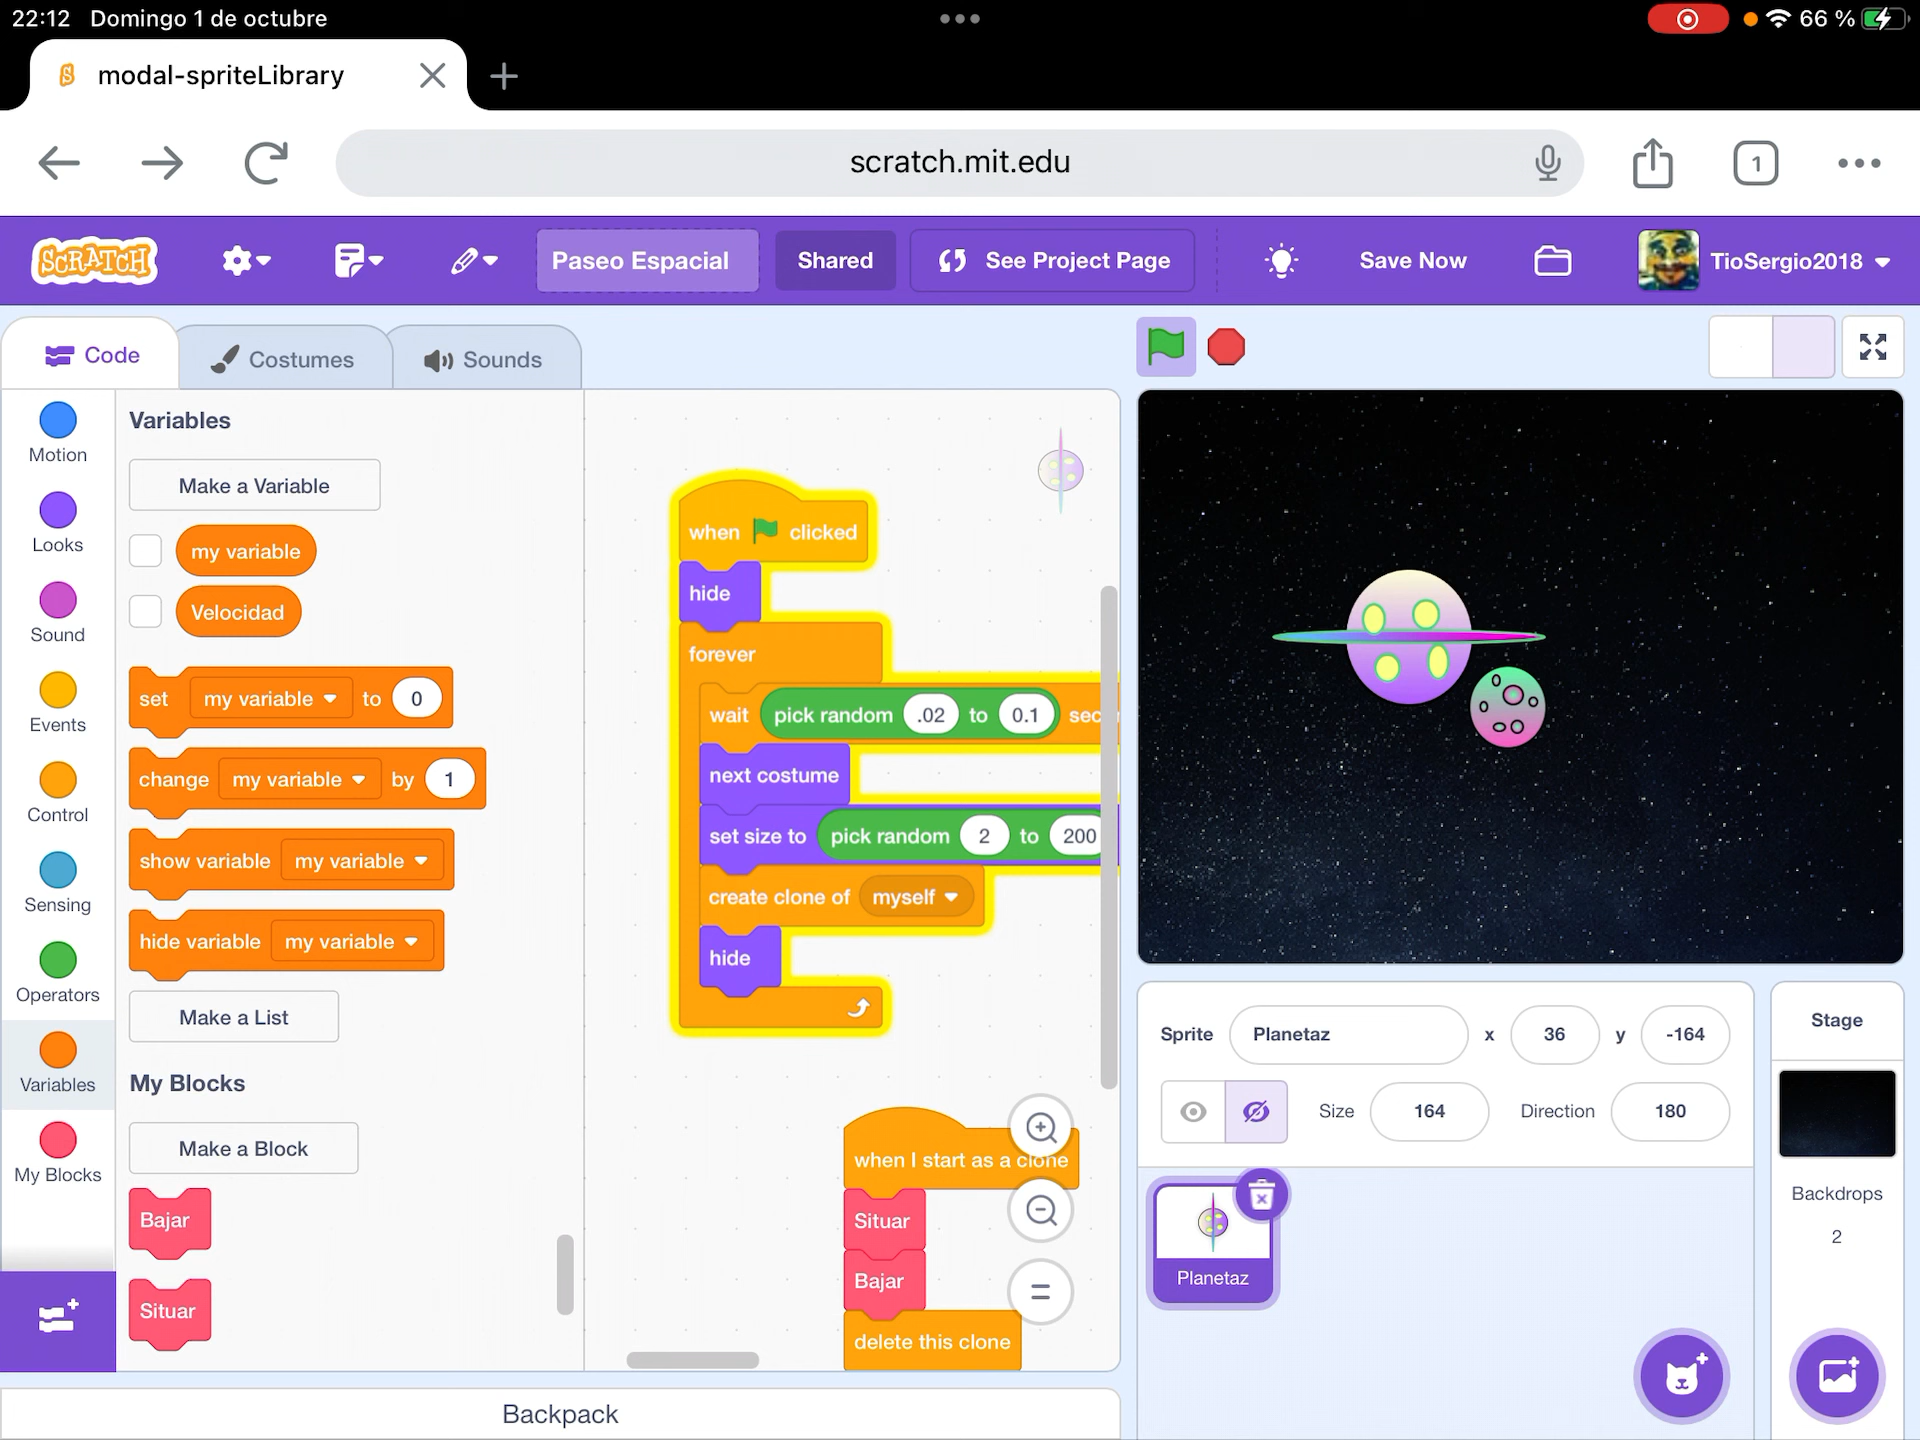 22:12 Domingo 1 de octubre
66 %
modal-spriteLibrary
scratch.mit.edu
1
SCRATCH
Paseo Espacial
Shared
See Project Page
Save Now
TioSergio2018
Code
Costumes
Sounds
Motion
Looks
Sound
Events
Control
Sensing
Operators
Variables
My Blocks
Variables
Make a Variable
my variable
Velocidad
set my variable to 0
change my variable by 1
show variable my variable
hide variable my variable
Make a List
My Blocks
Make a Block
Bajar
Situar
when clicked
hide
forever
wait pick random .02 to 0.1 sec
next costume
set size to pick random 2 to 200
create clone of myself
hide
when I start as a clone
Situar
Bajar
delete this clone
Backpack
Sprite Planetaz x 36 y -164
Size 164 Direction 180
Planetaz
Stage
Backdrops
2